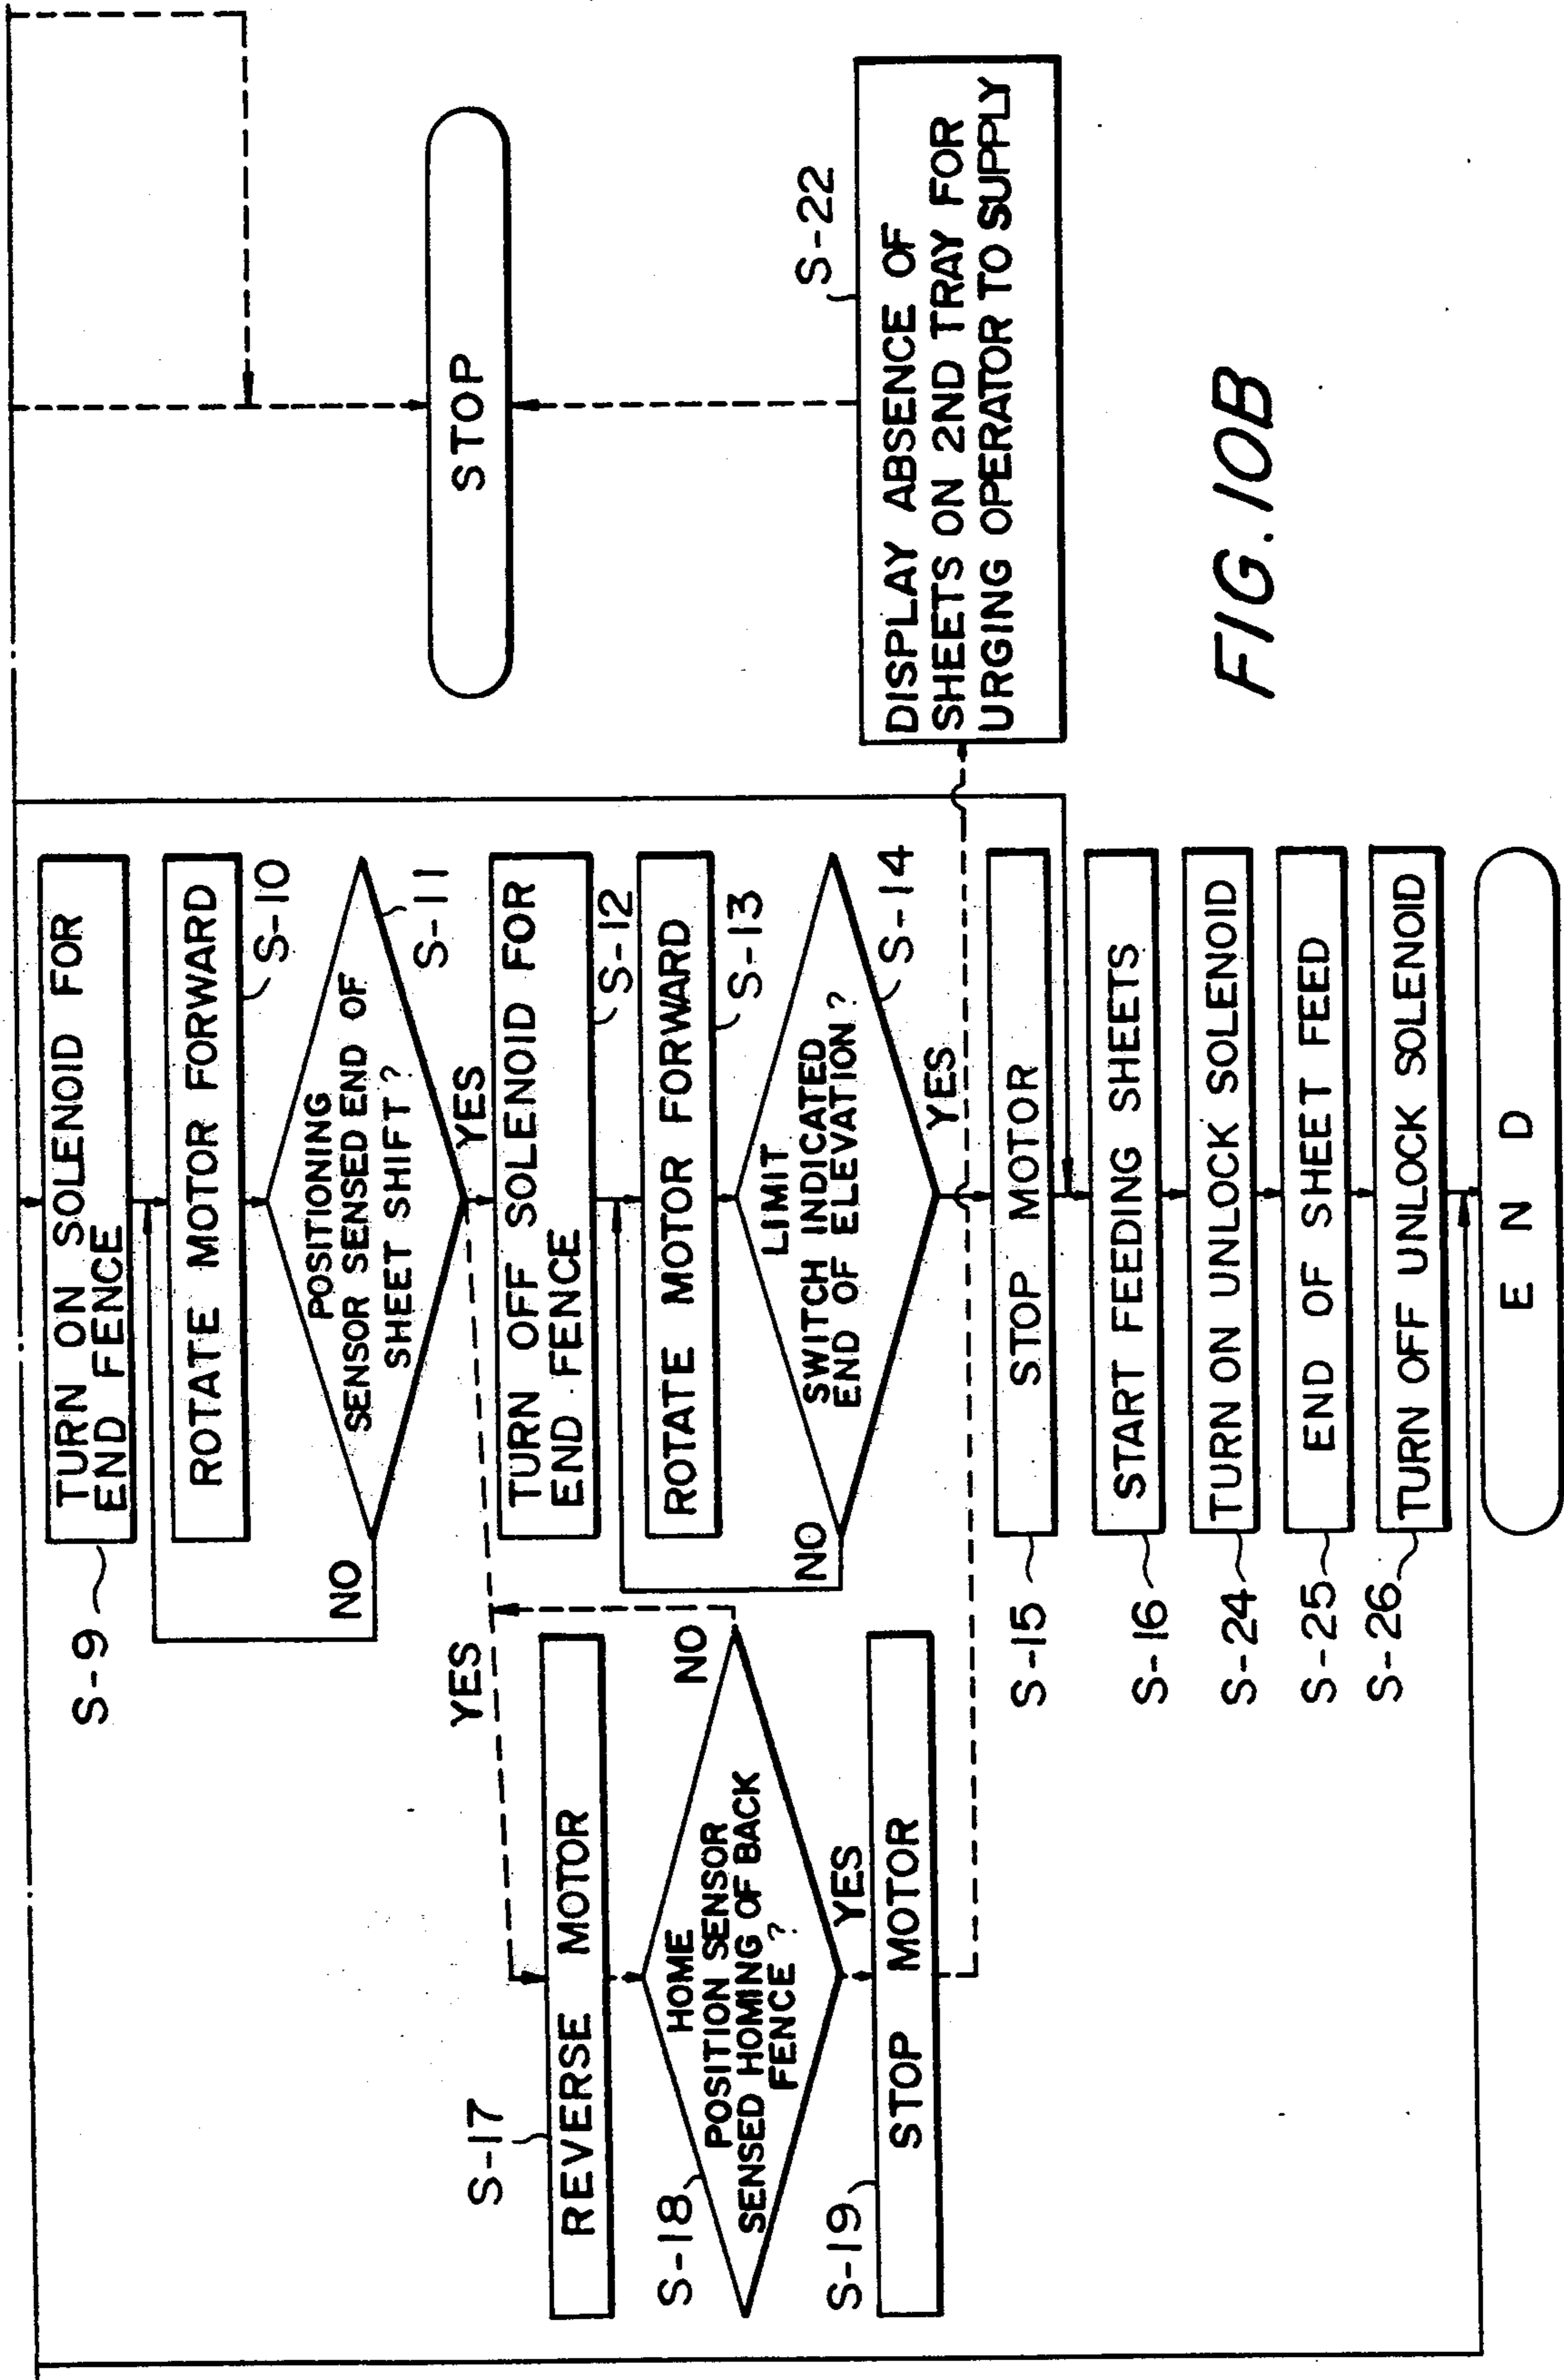 S-9
TURN ON SOLENOID FOR
END FENCE
ROTATE MOTOR FORWARD
S-10
POSITIONING
SENSOR SENSED END OF
SHEET SHIFT?
S-11
NO
YES
YES
TURN OFF SOLENOID FOR
END FENCE
S-12
ROTATE MOTOR FORWARD
S-13
LIMIT
SWITCH INDICATED
END OF ELEVATION?
S-14
NO
YES
S-17
REVERSE MOTOR
S-18
HOME
POSITION SENSOR
SENSED HOMING OF BACK
FENCE?
NO
YES
S-19
STOP MOTOR
S-15
STOP MOTOR
S-16
START FEEDING SHEETS
S-24
TURN ON UNLOCK SOLENOID
S-25
END OF SHEET FEED
S-26
TURN OFF UNLOCK SOLENOID
END
STOP
S-22
DISPLAY ABSENCE OF
SHEETS ON 2ND TRAY FOR
URGING OPERATOR TO SUPPLY
FIG. 10B